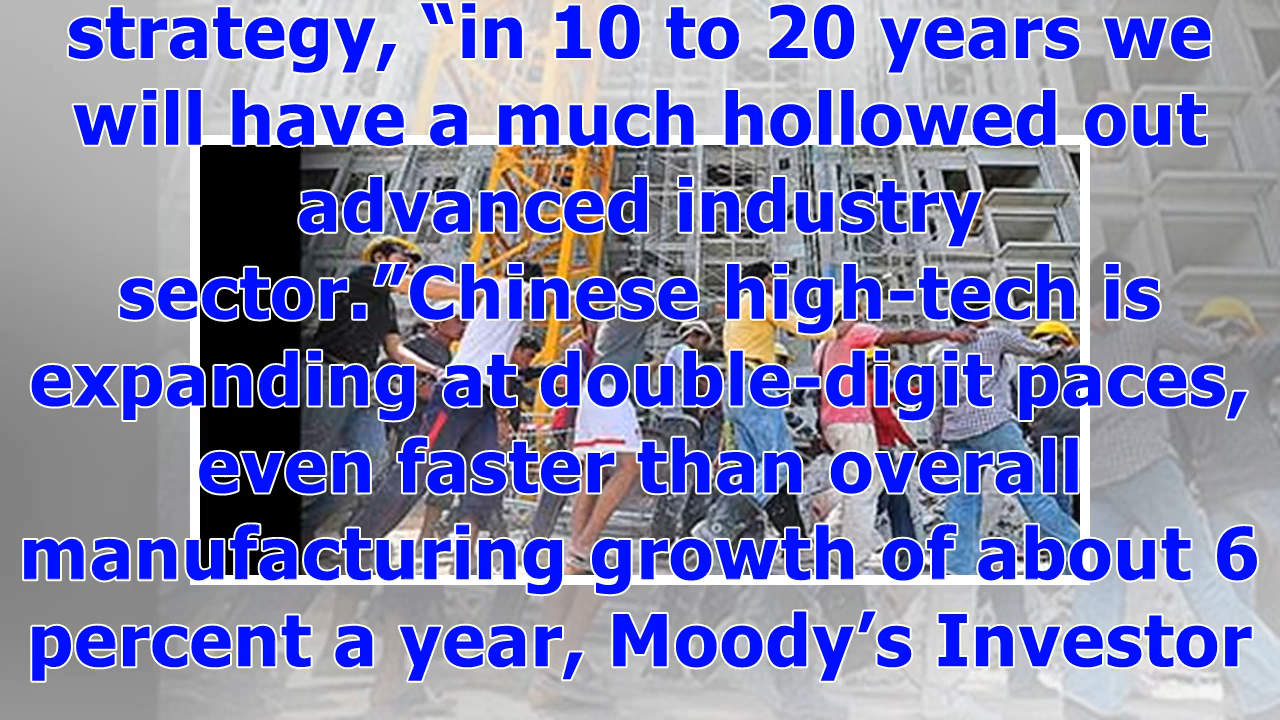 strategy, “in 10 to 20 years we
will have a much hollowed out
advanced industry
sector.”Chinese high-tech is
expanding at double-digit paces,
even faster than overall
manufacturing growth of about 6
percent a year, Moody’s Investor